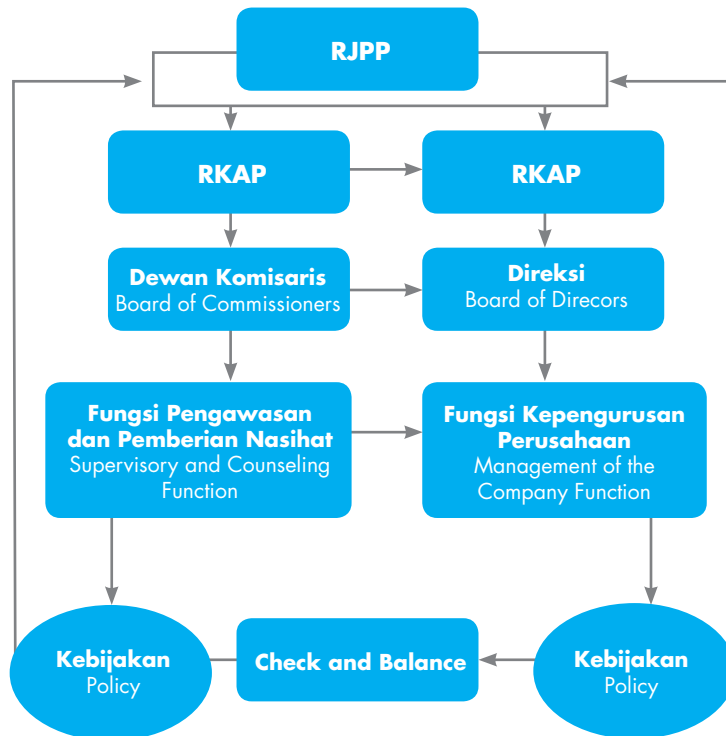 RJPP
RKAP
RKAP
Dewan Komisaris
Board of Commissioners
Direksi
Board of Direcors
Fungsi Pengawasan
dan Pemberian Nasihat
Supervisory and Counseling
Function
Fungsi Kepengurusan
Perusahaan
Management of the
Company Function
Kebijakan
Policy
Check and Balance
Kebijakan
Policy